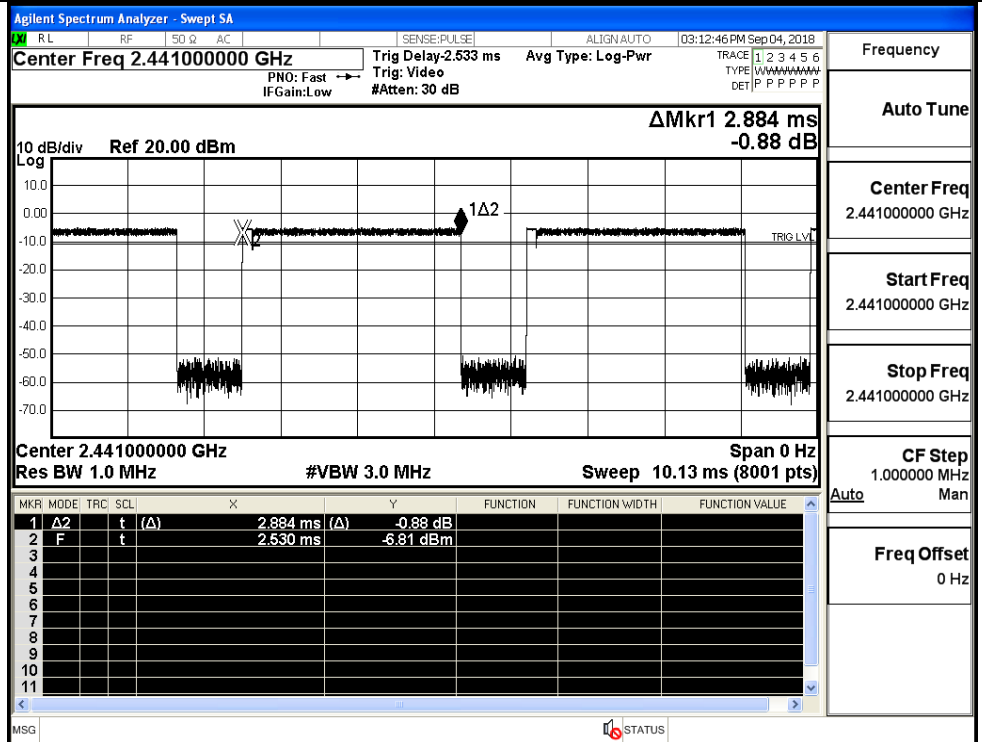 Agilent Spectrum Analyzer - Swept SA
LXI RL RF 50 Ω AC SENSE:PULSE ALIGN AUTO 03:12:46 PM Sep 04, 2018
Center Freq 2.441000000 GHz
PNO: Fast
IFGain:Low
Trig Delay-2.533 ms
Trig: Video
#Atten: 30 dB
Avg Type: Log-Pwr
TRACE 1 2 3 4 5 6
TYPE WWWWWW
DET P P P P P P
ΔMkr1 2.884 ms
-0.88 dB
10 dB/div Ref 20.00 dBm
Log
10.0
0.00
-10.0
-20.0
-30.0
-40.0
-50.0
-60.0
-70.0
1Δ2
2
TRIG LVL
Center 2.441000000 GHz Span 0 Hz
Res BW 1.0 MHz #VBW 3.0 MHz Sweep 10.13 ms (8001 pts)
MKR MODE TRC SCL X Y FUNCTION FUNCTION WIDTH FUNCTION VALUE
1 Δ2 t (Δ) 2.884 ms (Δ) -0.88 dB
2 F t 2.530 ms -6.81 dBm
3
4
5
6
7
8
9
10
11
MSG STATUS
Frequency
Auto Tune
Center Freq
2.441000000 GHz
Start Freq
2.441000000 GHz
Stop Freq
2.441000000 GHz
CF Step
1.000000 MHz
Auto Man
Freq Offset
0 Hz